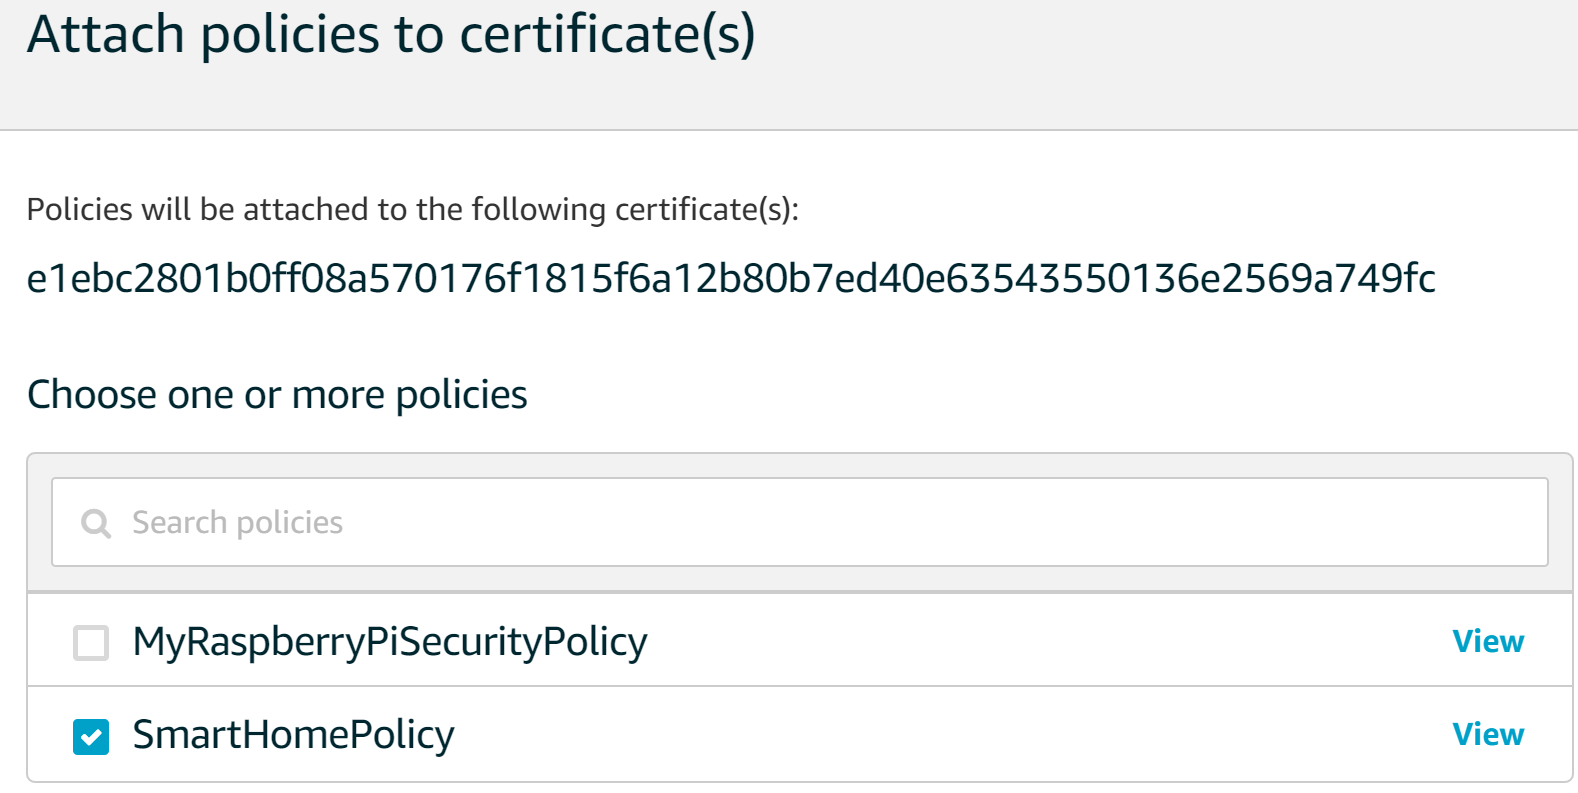 Attach policies to certificate(s)
Policies will be attached to the following certificate(s):
e1ebc2801b0ff08a570176f1815f6a12b80b7ed40e63543550136e2569a749fc
Choose one or more policies
Search policies
MyRaspberryPiSecurityPolicy View
SmartHomePolicy View